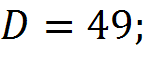 D = 49;